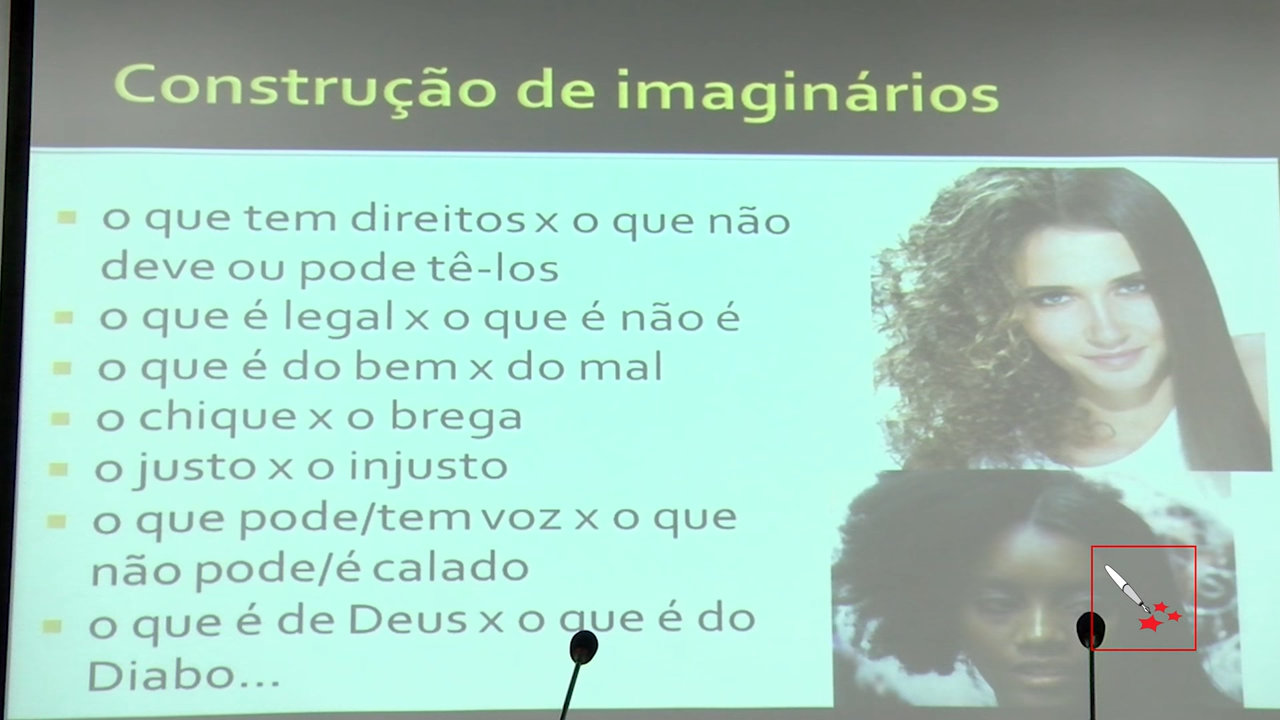 Construção de imaginários
o que tem direitos x o que não
deve ou pode tê-los
o que é legal x o que é não é
o que é do bem x do mal
o chique x o brega
o justo x o injusto
o que pode/tem voz x o que
não pode/é calado
o que é de Deus x o que é do
Diabo...